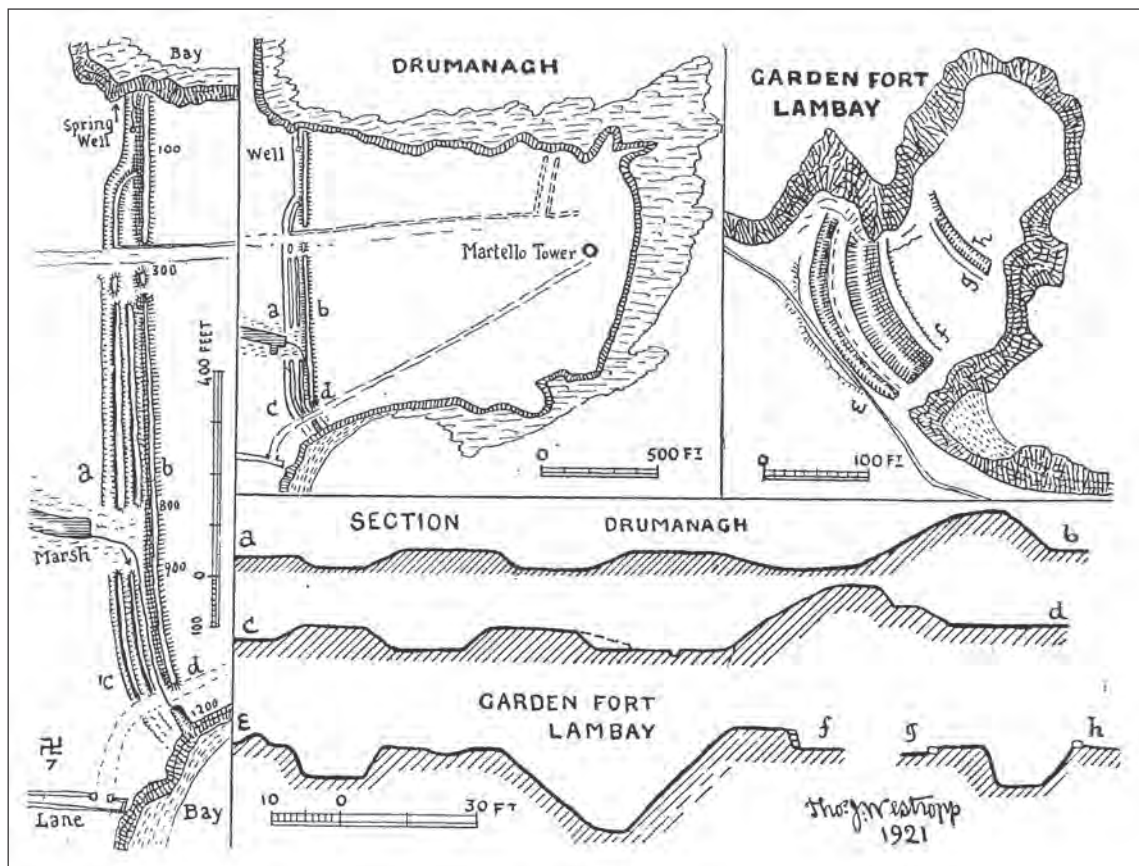 Bay
Spring
Well
100
300
400 FEET
a
b
800
Marsh
900
0
100
c
d
1200
Lane
Bay
DRUMANAGH
Well
Martello Tower
a
b
c
d
0 500 FT
GARDEN FORT
LAMBAY
h
g
f
ε
0 100 FT
SECTION DRUMANAGH
a b
c d
GARDEN FORT
LAMBAY
ε f g h
10 0 30 FT
Tho.s J. Westropp
1921